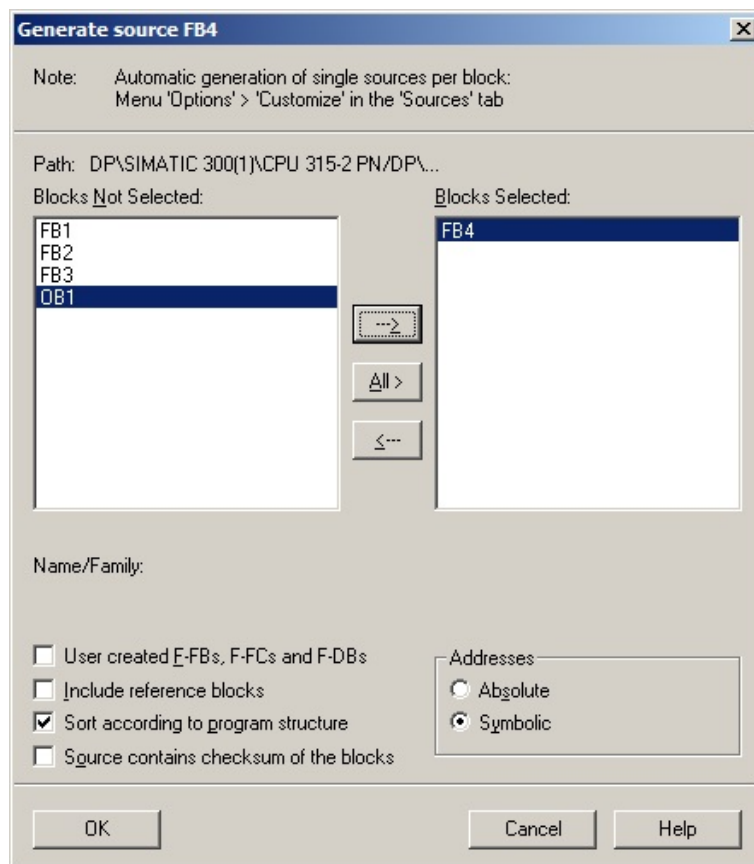 Generate source FB4
Note: Automatic generation of single sources per block:
Menu 'Options' > 'Customize' in the 'Sources' tab
Path: DP\SIMATIC 300(1)\CPU 315-2 PN/DP\...
Blocks Not Selected:
FB1
FB2
FB3
OB1
--->
All >
<---
Blocks Selected:
FB4
Name/Family:
User created F-FBs, F-FCs and F-DBs
Include reference blocks
Sort according to program structure
Source contains checksum of the blocks
Addresses
Absolute
Symbolic
OK
Cancel
Help